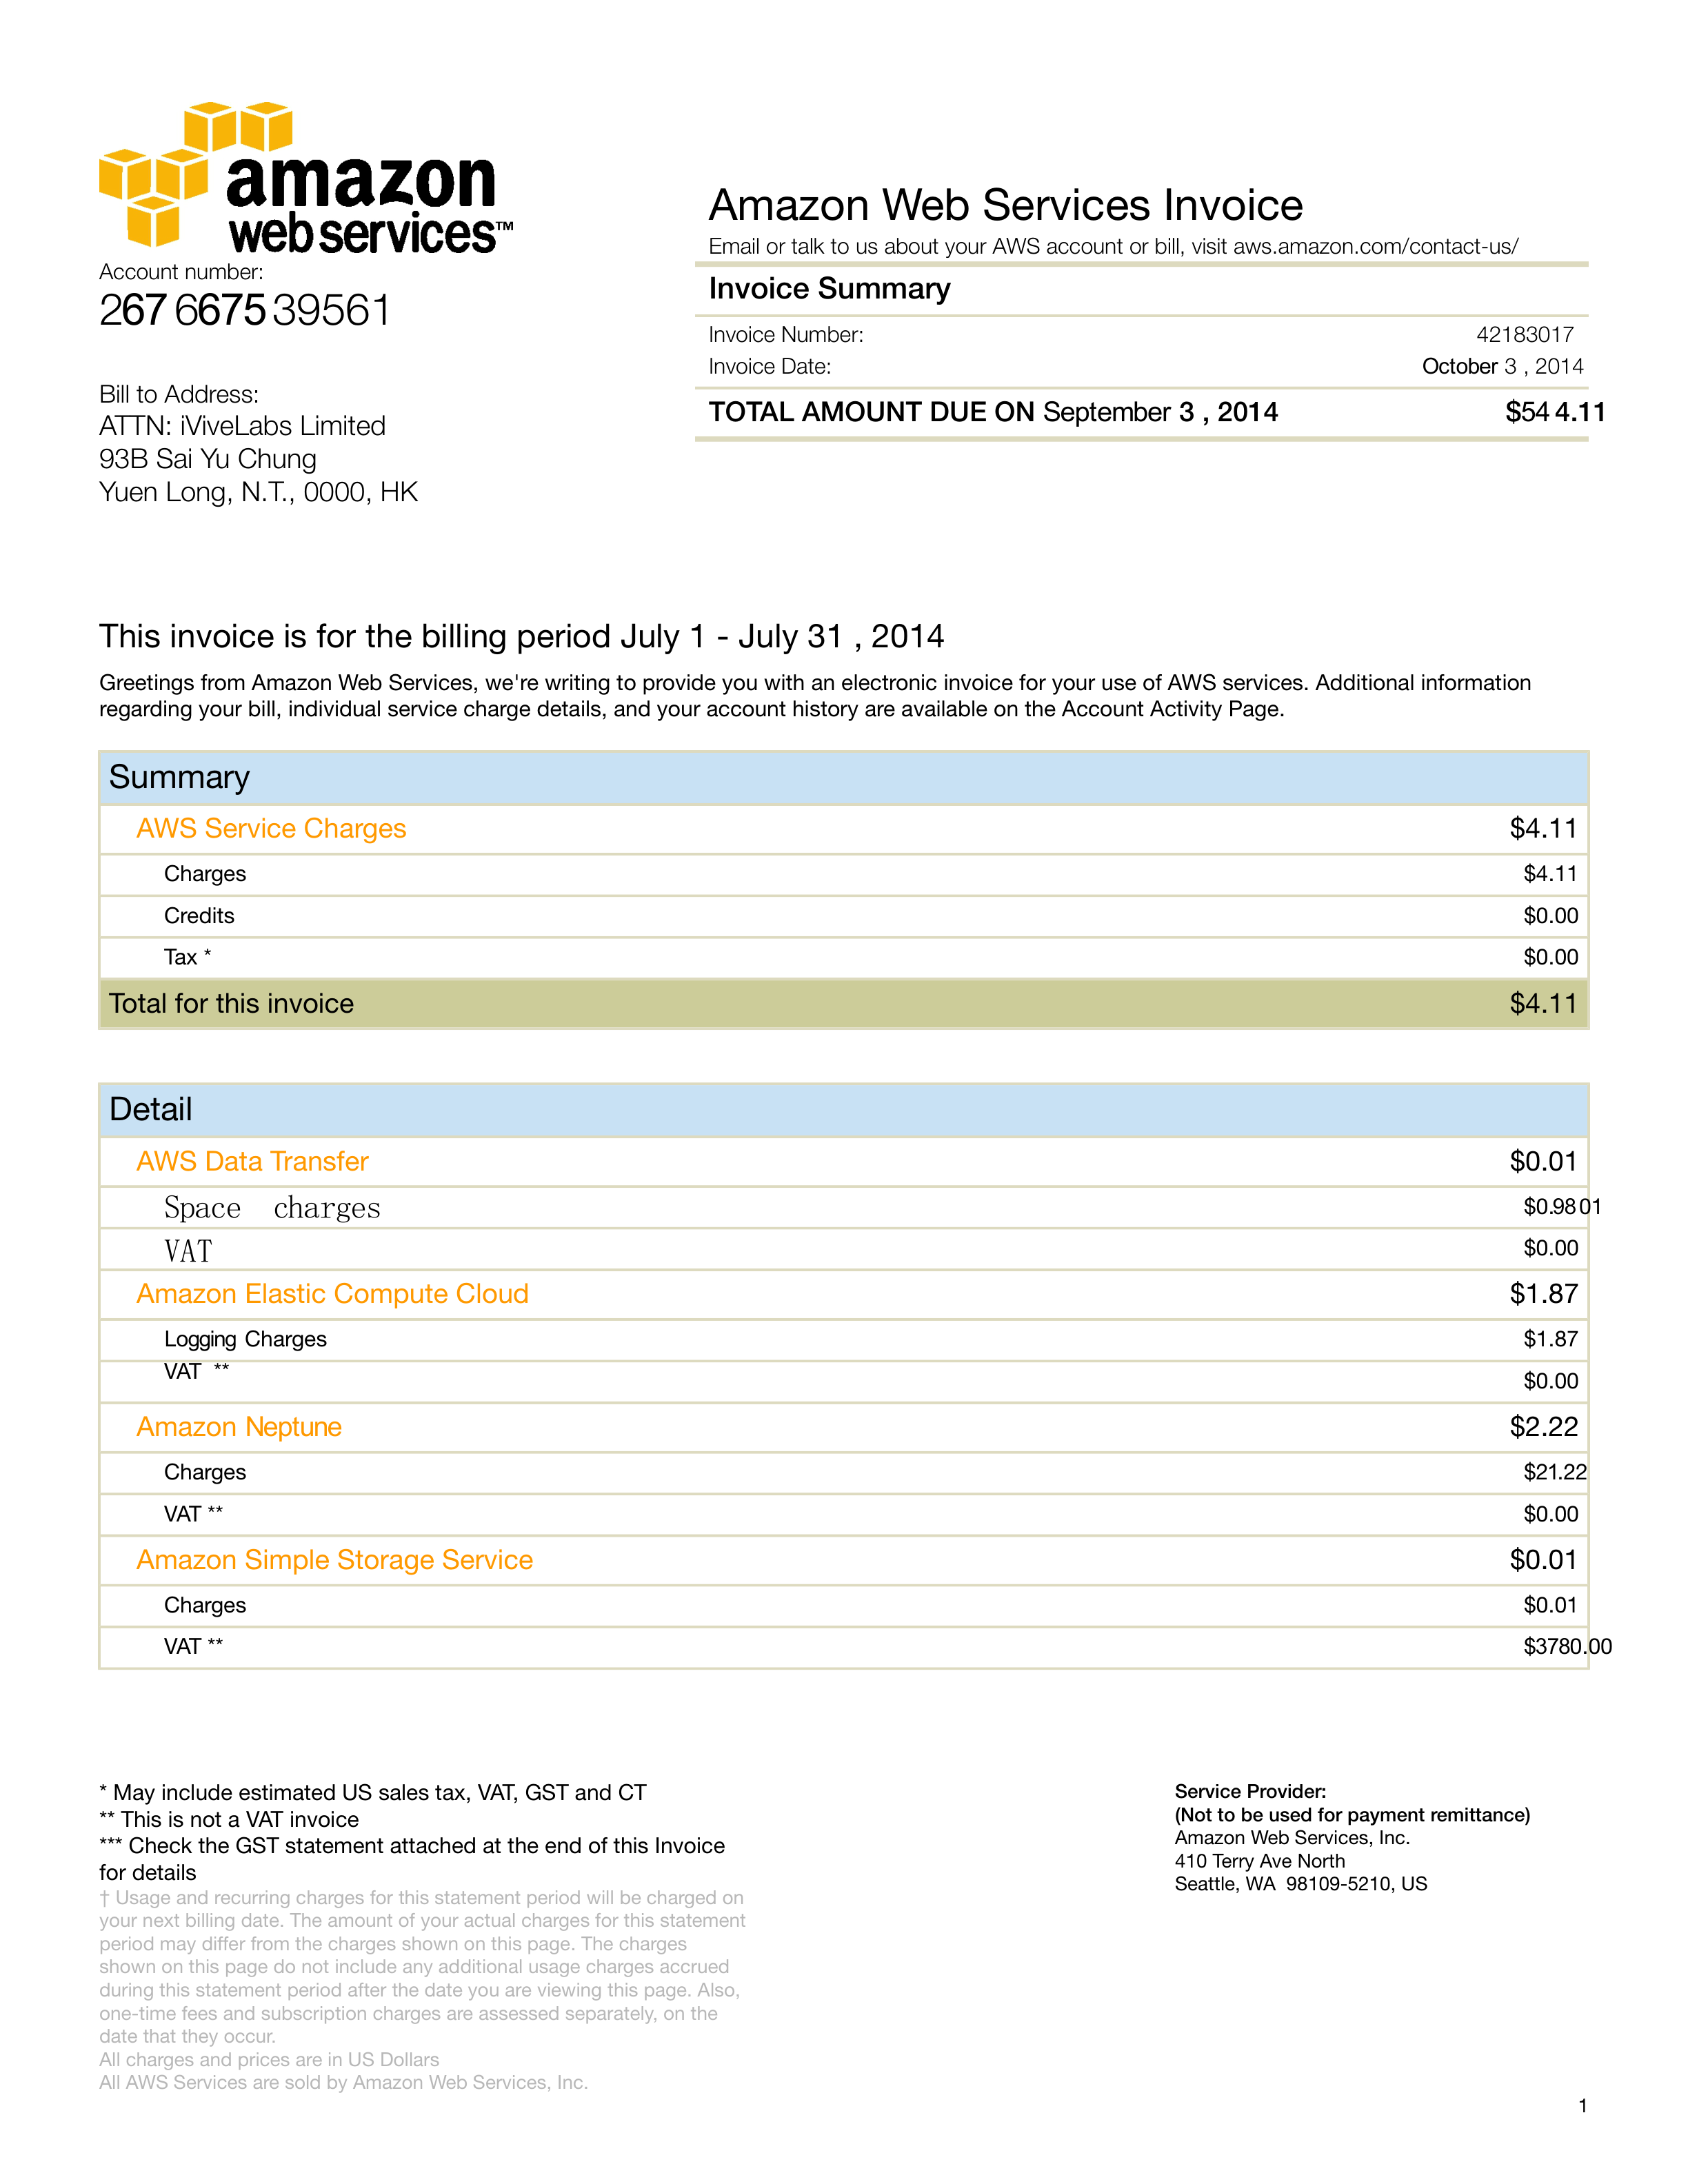 amazon
webservices™
Account number:
267 6675 39561
Bill to Address:
ATTN: iViveLabs Limited
93B Sai Yu Chung
Yuen Long, N.T., 0000, HK
Amazon Web Services Invoice
Email or talk to us about your AWS account or bill, visit aws.amazon.com/contact-us/
Invoice Summary
Invoice Number: 42183017
Invoice Date: October 3 , 2014
TOTAL AMOUNT DUE ON September 3 , 2014 $54 4.11
This invoice is for the billing period July 1 - July 31 , 2014
Greetings from Amazon Web Services, we're writing to provide you with an electronic invoice for your use of AWS services. Additional information
regarding your bill, individual service charge details, and your account history are available on the Account Activity Page.
Summary
AWS Service Charges $4.11
Charges $4.11
Credits $0.00
Tax * $0.00
Total for this invoice $4.11
Detail
AWS Data Transfer $0.01
Space charges $0.98 01
VAT $0.00
Amazon Elastic Compute Cloud $1.87
Logging Charges $1.87
VAT ** $0.00
Amazon Neptune $2.22
Charges $21.22
VAT ** $0.00
Amazon Simple Storage Service $0.01
Charges $0.01
VAT ** $3780.00
* May include estimated US sales tax, VAT, GST and CT
** This is not a VAT invoice
*** Check the GST statement attached at the end of this Invoice
for details
† Usage and recurring charges for this statement period will be charged on
your next billing date. The amount of your actual charges for this statement
period may differ from the charges shown on this page. The charges
shown on this page do not include any additional usage charges accrued
during this statement period after the date you are viewing this page. Also,
one-time fees and subscription charges are assessed separately, on the
date that they occur.
All charges and prices are in US Dollars
All AWS Services are sold by Amazon Web Services, Inc.
Service Provider:
(Not to be used for payment remittance)
Amazon Web Services, Inc.
410 Terry Ave North
Seattle, WA 98109-5210, US
1